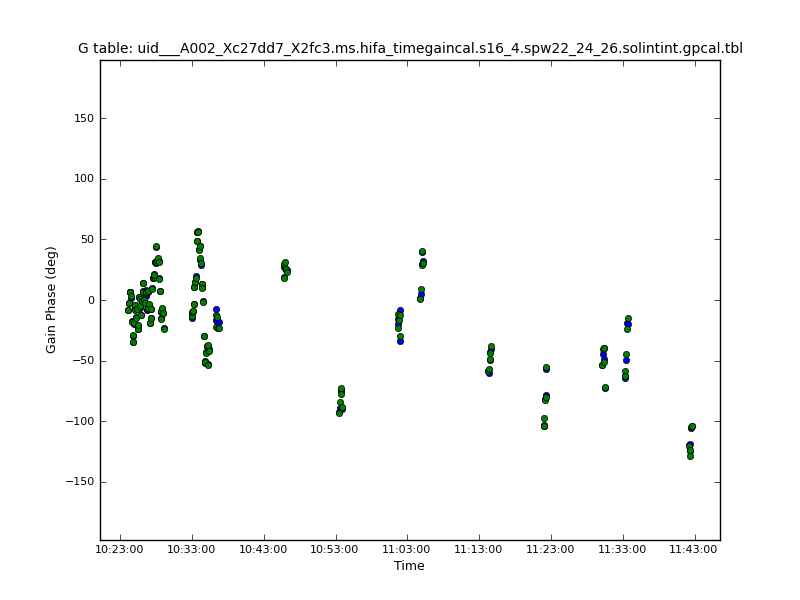 G table: uid___A002_Xc27dd7_X2fc3.ms.hifa_timegaincal.s16_4.spw22_24_26.solintint.gpcal.tbl
150
100
50
0
−50
−100
−150
Gain Phase (deg)
10:23:00 10:33:00 10:43:00 10:53:00 11:03:00 11:13:00 11:23:00 11:33:00 11:43:00
Time